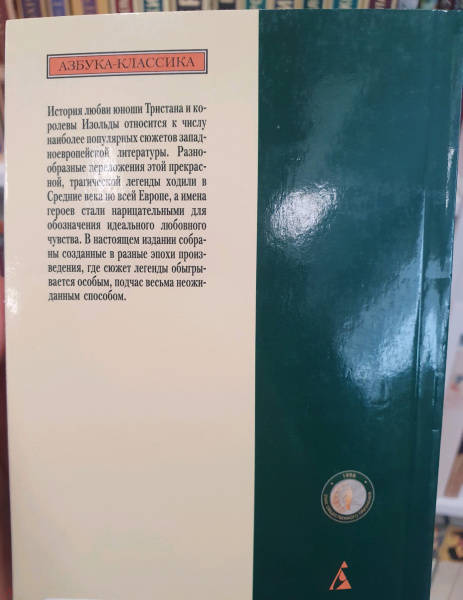 АЗБУКА-КЛАССИКА
История любви юноши Тристана и ко-
ролевы Изольды относится к числу
наиболее популярных сюжетов запад-
ноевропейской литературы. Разно-
образные переложения этой прекрас-
ной, трагической легенды ходили в
Средние века по всей Европе, а имена
героев стали нарицательными для
обозначения идеального любовного
чувства. В настоящем издании собра-
ны созданные в разные эпохи произ-
ведения, где сюжет легенды обыгры-
вается особым, подчас весьма неожи-
данным способом.
1998